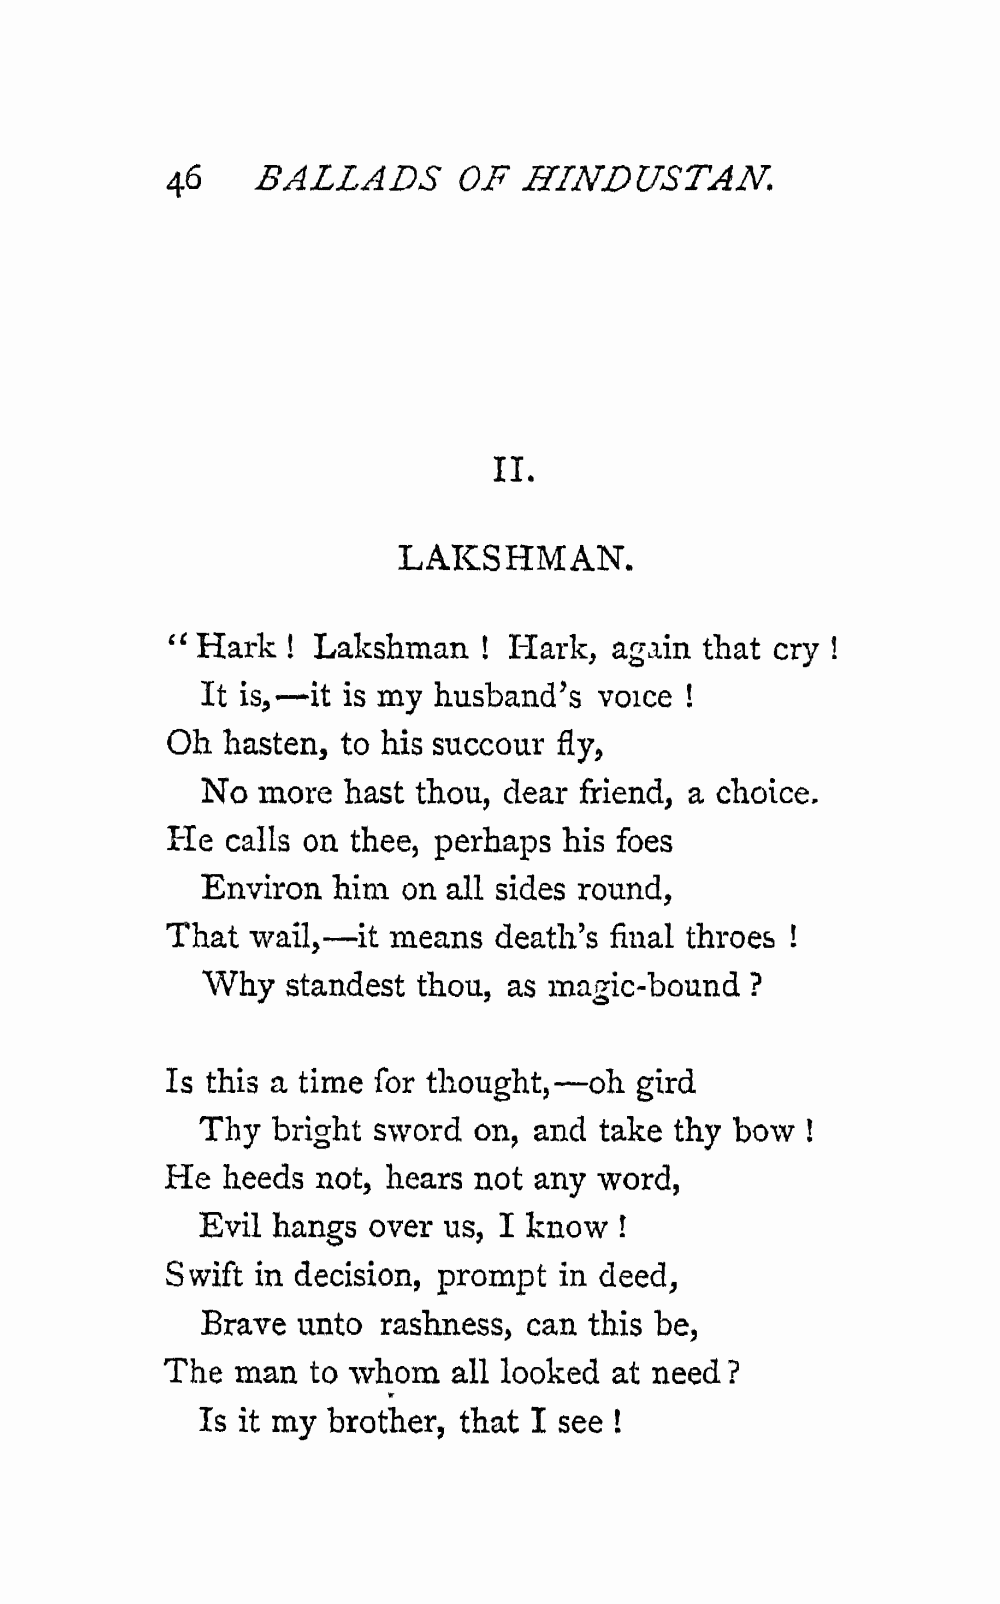 46 BALLADS OF HINDUSTAN.
II.
LAKSHMAN.
“Hark ! Lakshman ! Hark, again that cry !
It is,—it is my husband’s voice !
Oh hasten, to his succour fly,
No more hast thou, dear friend, a choice.
He calls on thee, perhaps his foes
Environ him on all sides round,
That wail,—it means death’s final throes !
Why standest thou, as magic-bound ?
Is this a time for thought,—oh gird
Thy bright sword on, and take thy bow !
He heeds not, hears not any word,
Evil hangs over us, I know !
Swift in decision, prompt in deed,
Brave unto rashness, can this be,
The man to whom all looked at need ?
Is it my brother, that I see !